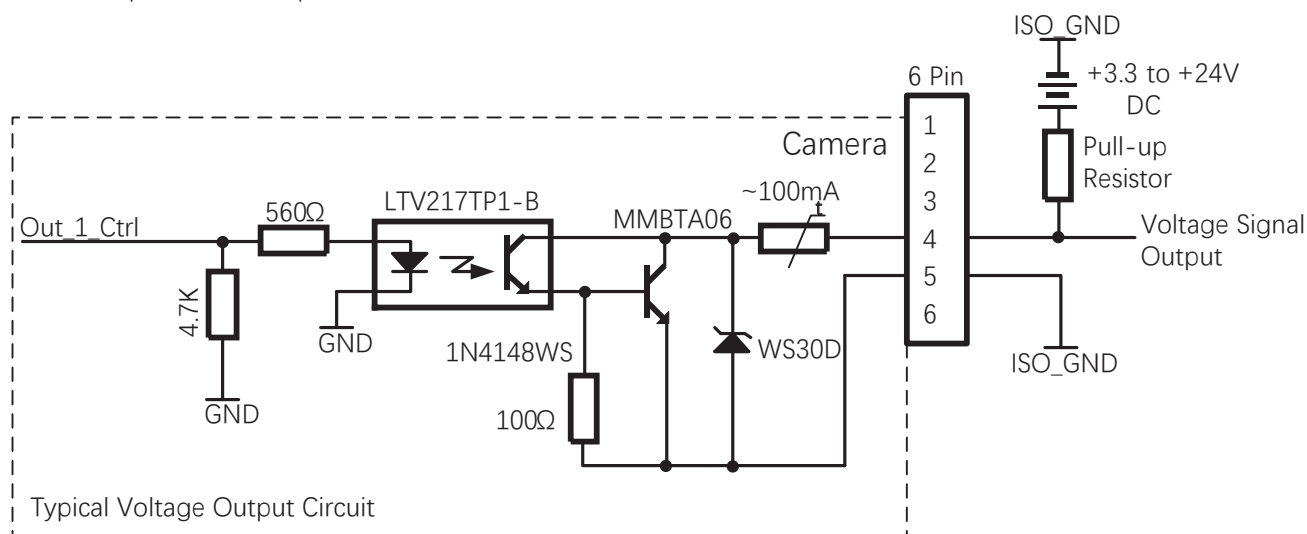 ISO_GND
6 Pin
+3.3 to +24V
DC
1
Camera
2
Pull-up
Resistor
3
~100mA
t
LTV217TP1-B
560Ω
MMBTA06
Out_1_Ctrl
4
Voltage Signal
Output
5
4.7K
6
GND
1N4148WS
WS30D
ISO_GND
GND
100Ω
Typical Voltage Output Circuit